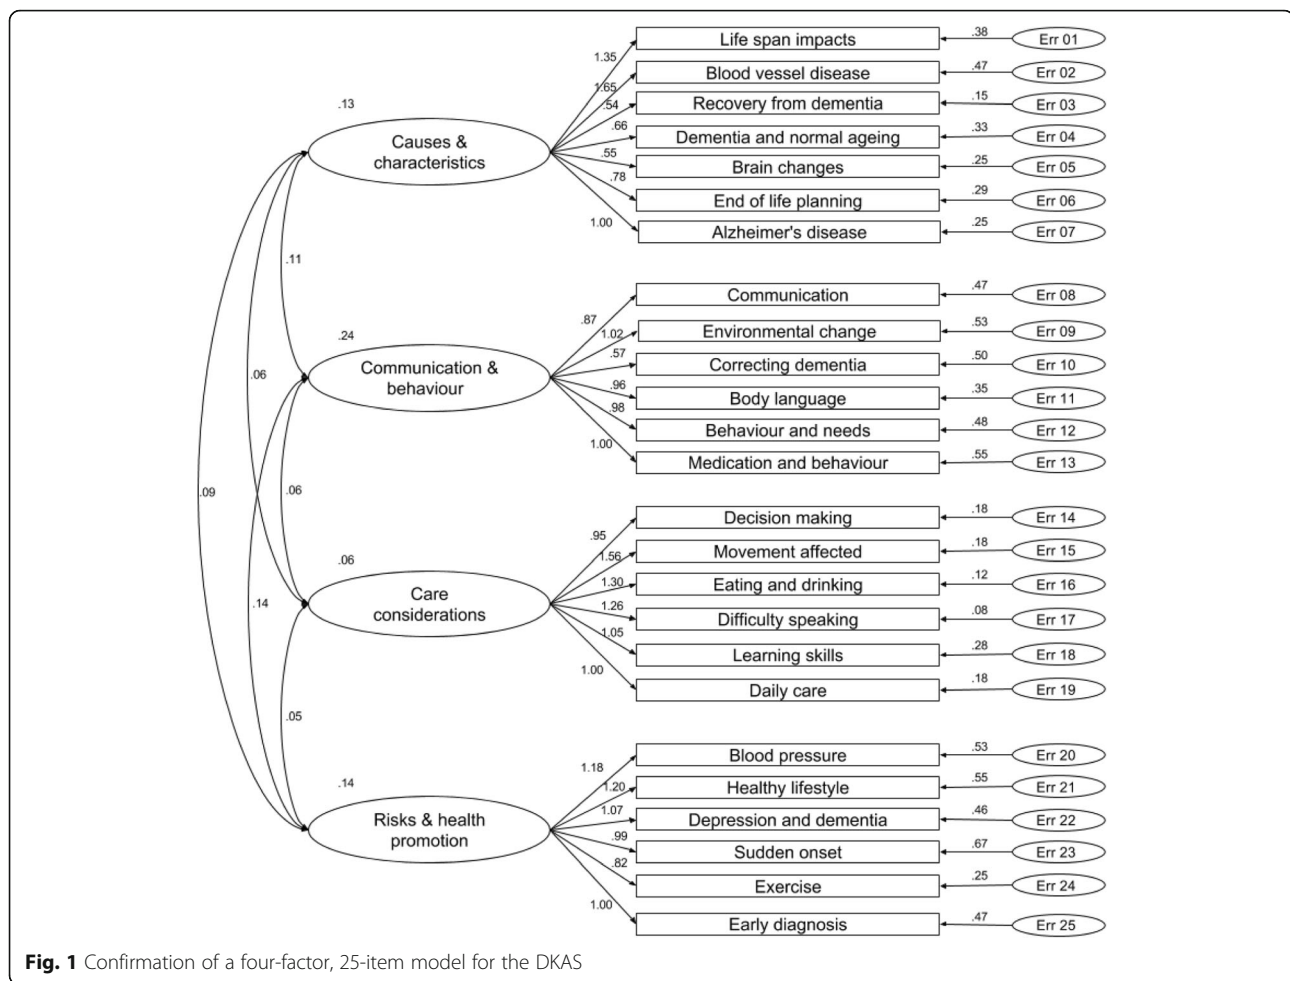 1.35
Life span impacts
.38
Err 01
1.65
Blood vessel disease
.47
Err 02
.13
.54
Recovery from dementia
.15
Err 03
Causes &
characteristics
.66
Dementia and normal ageing
.33
Err 04
.55
Brain changes
.25
Err 05
.78
End of life planning
.29
Err 06
1.00
Alzheimer's disease
.25
Err 07
.11
.87
Communication
.47
Err 08
.24
1.02
Environmental change
.53
Err 09
Communication &
behaviour
.57
Correcting dementia
.50
Err 10
.06
.96
Body language
.35
Err 11
.98
Behaviour and needs
.48
Err 12
1.00
Medication and behaviour
.55
Err 13
.09
.06
.95
Decision making
.18
Err 14
.06
1.56
Movement affected
.18
Err 15
Care
considerations
1.30
Eating and drinking
.12
Err 16
.14
1.26
Difficulty speaking
.08
Err 17
1.05
Learning skills
.28
Err 18
1.00
Daily care
.18
Err 19
.05
1.18
Blood pressure
.53
Err 20
.14
1.20
Healthy lifestyle
.55
Err 21
Risks & health
promotion
1.07
Depression and dementia
.46
Err 22
.99
Sudden onset
.67
Err 23
.82
Exercise
.25
Err 24
1.00
Early diagnosis
.47
Err 25
Fig. 1 Confirmation of a four-factor, 25-item model for the DKAS